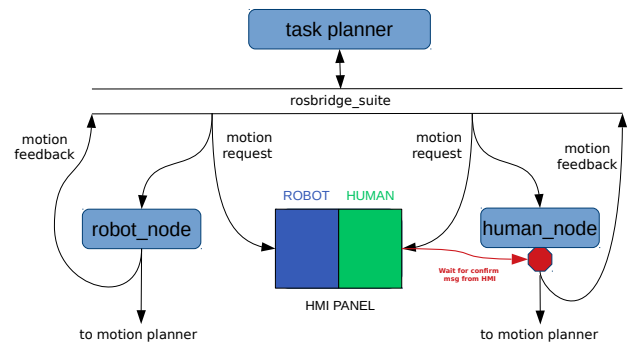 task planner
rosbridge_suite
motion
feedback
motion
request
motion
request
motion
feedback
ROBOT
HUMAN
robot_node
human_node
Wait for confirm
msg from HMI
HMI PANEL
to motion planner
to motion planner